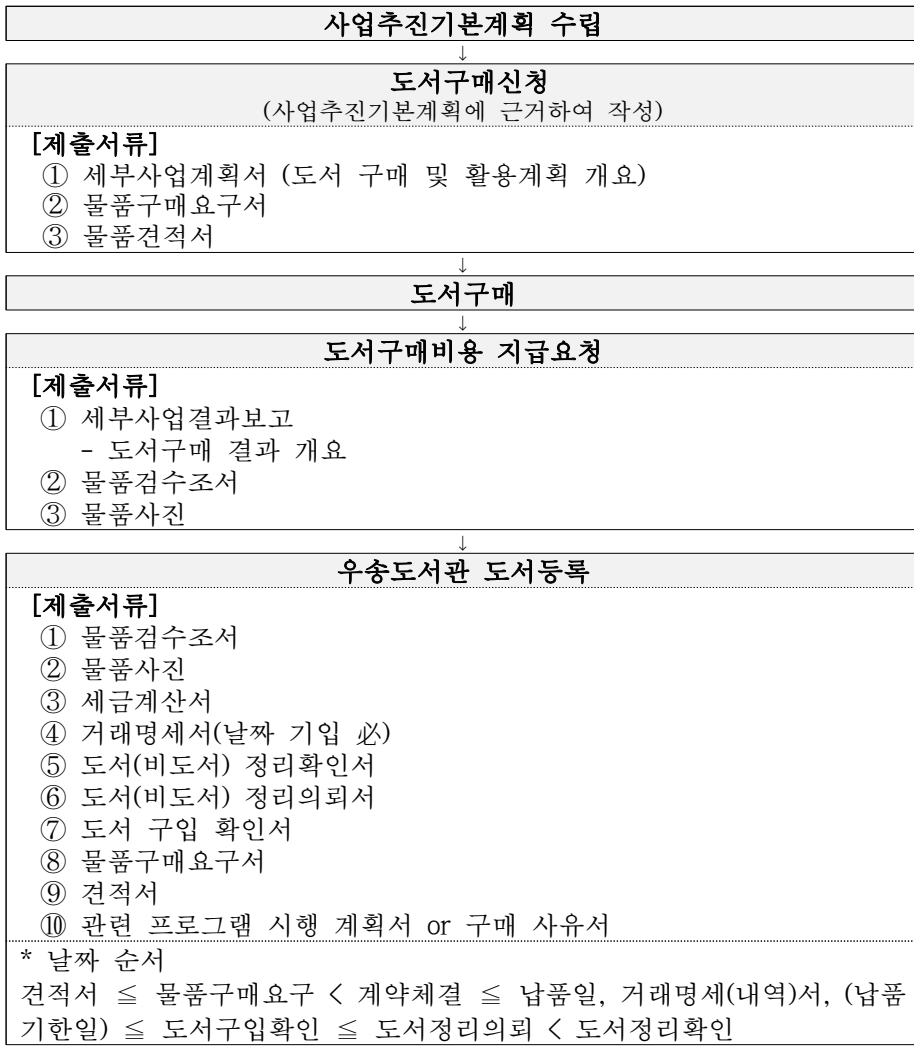 사업추진기본계획 수립
↓
도서구매신청
(사업추진기본계획에 근거하여 작성)
[제출서류]
① 세부사업계획서 (도서 구매 및 활용계획 개요)
② 물품구매요구서
③ 물품견적서
↓
도서구매
↓
도서구매비용 지급요청
[제출서류]
① 세부사업결과보고
- 도서구매 결과 개요
② 물품검수조서
③ 물품사진
↓
우송도서관 도서등록
[제출서류]
① 물품검수조서
② 물품사진
③ 세금계산서
④ 거래명세서(날짜 기입 必)
⑤ 도서(비도서) 정리확인서
⑥ 도서(비도서) 정리의뢰서
⑦ 도서 구입 확인서
⑧ 물품구매요구서
⑨ 견적서
⑩ 관련 프로그램 시행 계획서 or 구매 사유서
* 날짜 순서
견적서 ≦ 물품구매요구 < 계약체결 ≦ 납품일, 거래명세(내역)서, (납품
기한일) ≦ 도서구입확인 ≦ 도서정리의뢰 < 도서정리확인